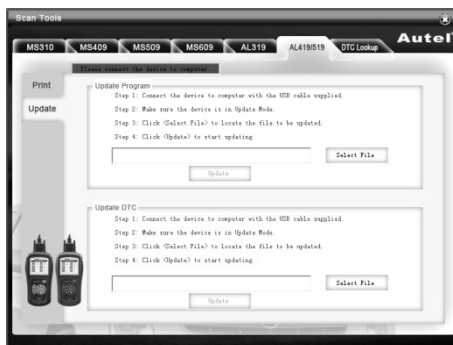 Scan Tools
Autel
MS310 MS409 MS509 MS609 AL319 AL419/519 DTC Lookup
Please connect the device to computer.
Print
Update
Update Program
Step 1: Connect the device to computer with the USB cable supplied.
Step 2: Make sure the device is in Update Mode.
Step 3: Click <Select File> to locate the file to be updated.
Step 4: Click <Update> to start updating.
Select File
Update
Update DTC
Step 1: Connect the device to computer with the USB cable supplied.
Step 2: Make sure the device is in Update Mode.
Step 3: Click <Select File> to locate the file to be updated.
Step 4: Click <Update> to start updating.
Select File
Update